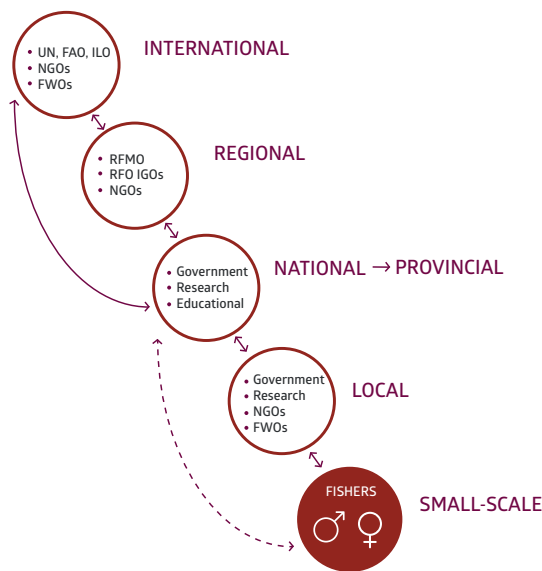 • UN, FAO, ILO
• NGOs
• FWOs
INTERNATIONAL
• RFMO
• RFO IGOs
• NGOs
REGIONAL
• Government
• Research
• Educational
NATIONAL → PROVINCIAL
• Government
• Research
• NGOs
• FWOs
LOCAL
FISHERS
SMALL-SCALE